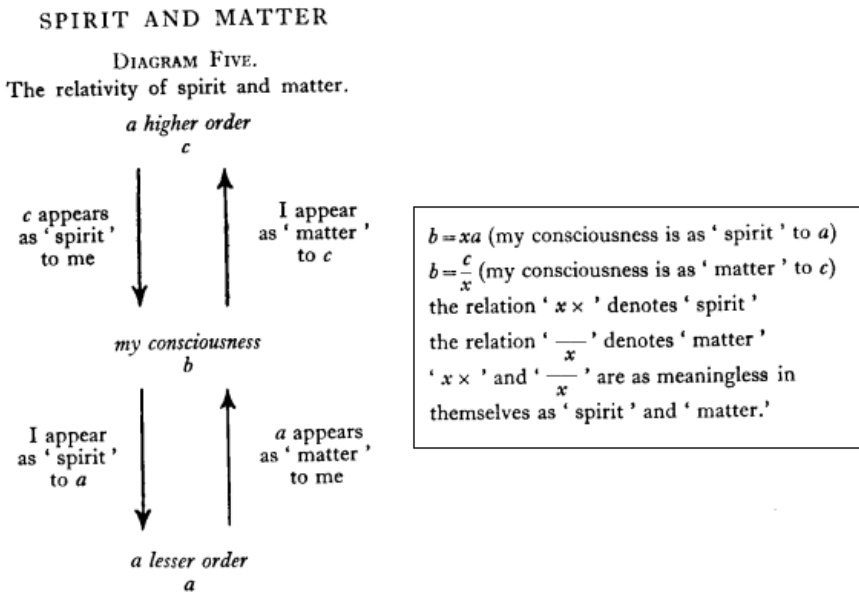 SPIRIT AND MATTER
DIAGRAM FIVE.
The relativity of spirit and matter.
a higher order
c
c appears
as ‘ spirit ’
to me
I appear
as ‘ matter ’
to c
my consciousness
b
I appear
as ‘ spirit ’
to a
a appears
as ‘ matter ’
to me
a lesser order
a
b = xa (my consciousness is as ‘ spirit ’ to a)
b = c/x (my consciousness is as ‘ matter ’ to c)
the relation ‘ x × ’ denotes ‘ spirit ’
the relation ‘ —/x ’ denotes ‘ matter ’
‘ x × ’ and ‘ —/x ’ are as meaningless in
themselves as ‘ spirit ’ and ‘ matter.’